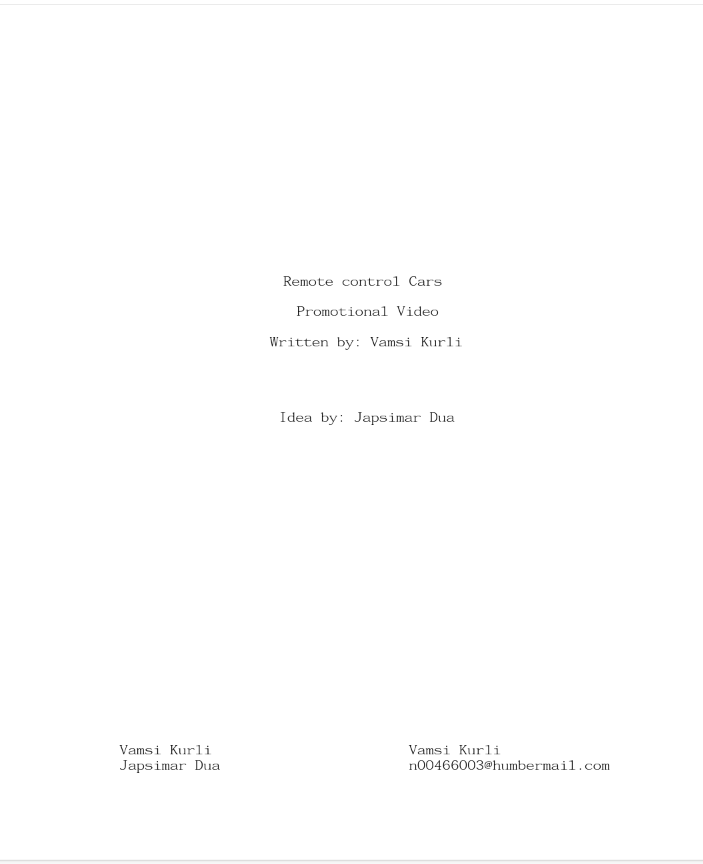 Remote control Cars
Promotional Video
Written by: Vamsi Kurli
Idea by: Japsimar Dua
Vamsi Kurli
Japsimar Dua
Vamsi Kurli
n00466003@humbermail.com